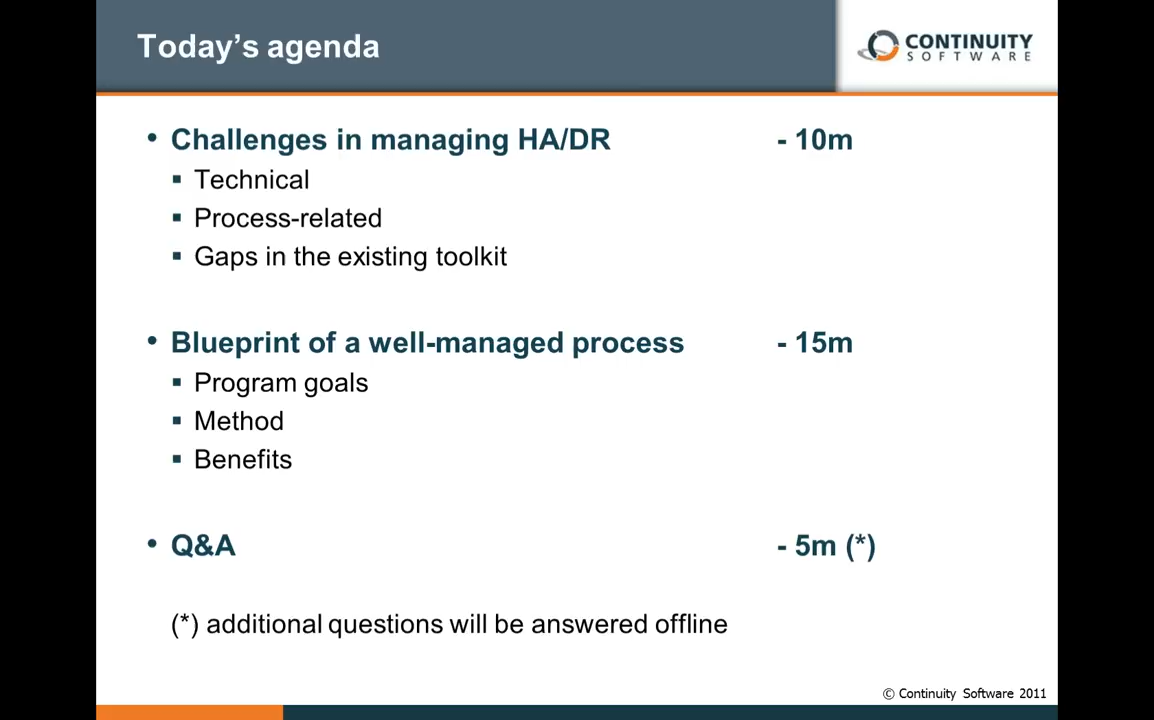 Today’s agenda
CONTINUITY
SOFTWARE
• Challenges in managing HA/DR - 10m
▪ Technical
▪ Process-related
▪ Gaps in the existing toolkit
• Blueprint of a well-managed process - 15m
▪ Program goals
▪ Method
▪ Benefits
• Q&A - 5m (*)
(*) additional questions will be answered offline
© Continuity Software 2011